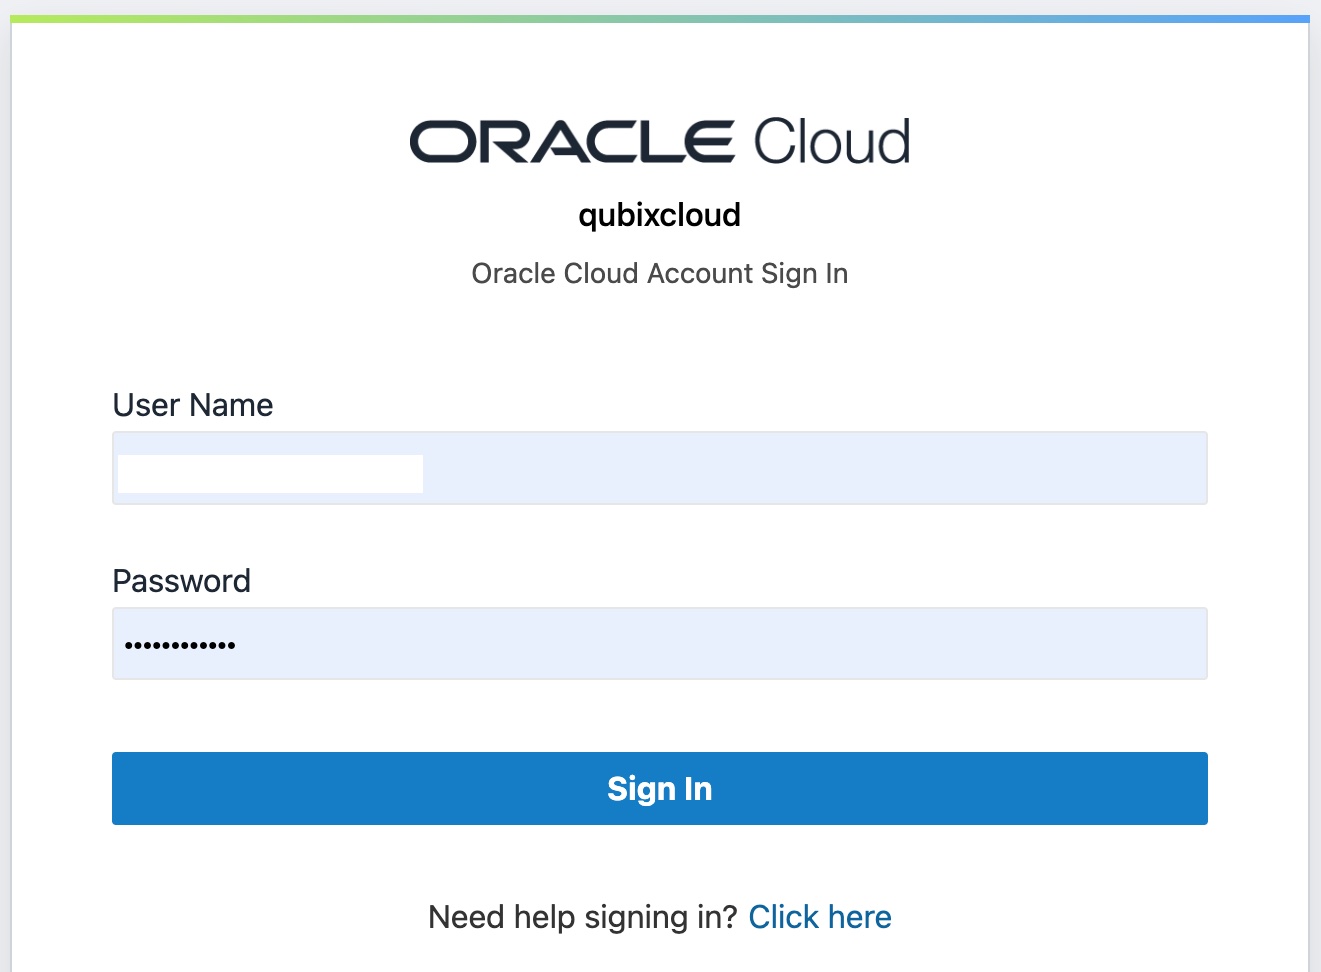 ORACLE Cloud
qubixcloud
Oracle Cloud Account Sign In
User Name
Password
••••••••••••
Sign In
Need help signing in? Click here